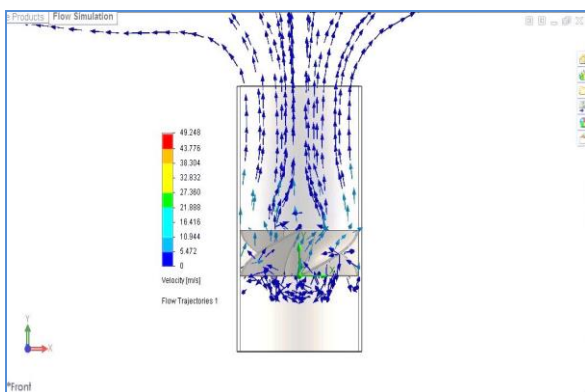 e Products | Flow Simulation
49.248
43.776
38.304
32.832
27.360
21.888
16.416
10.944
5.472
0
Velocity [m/s]
Flow Trajectories 1
Y
X
*Front